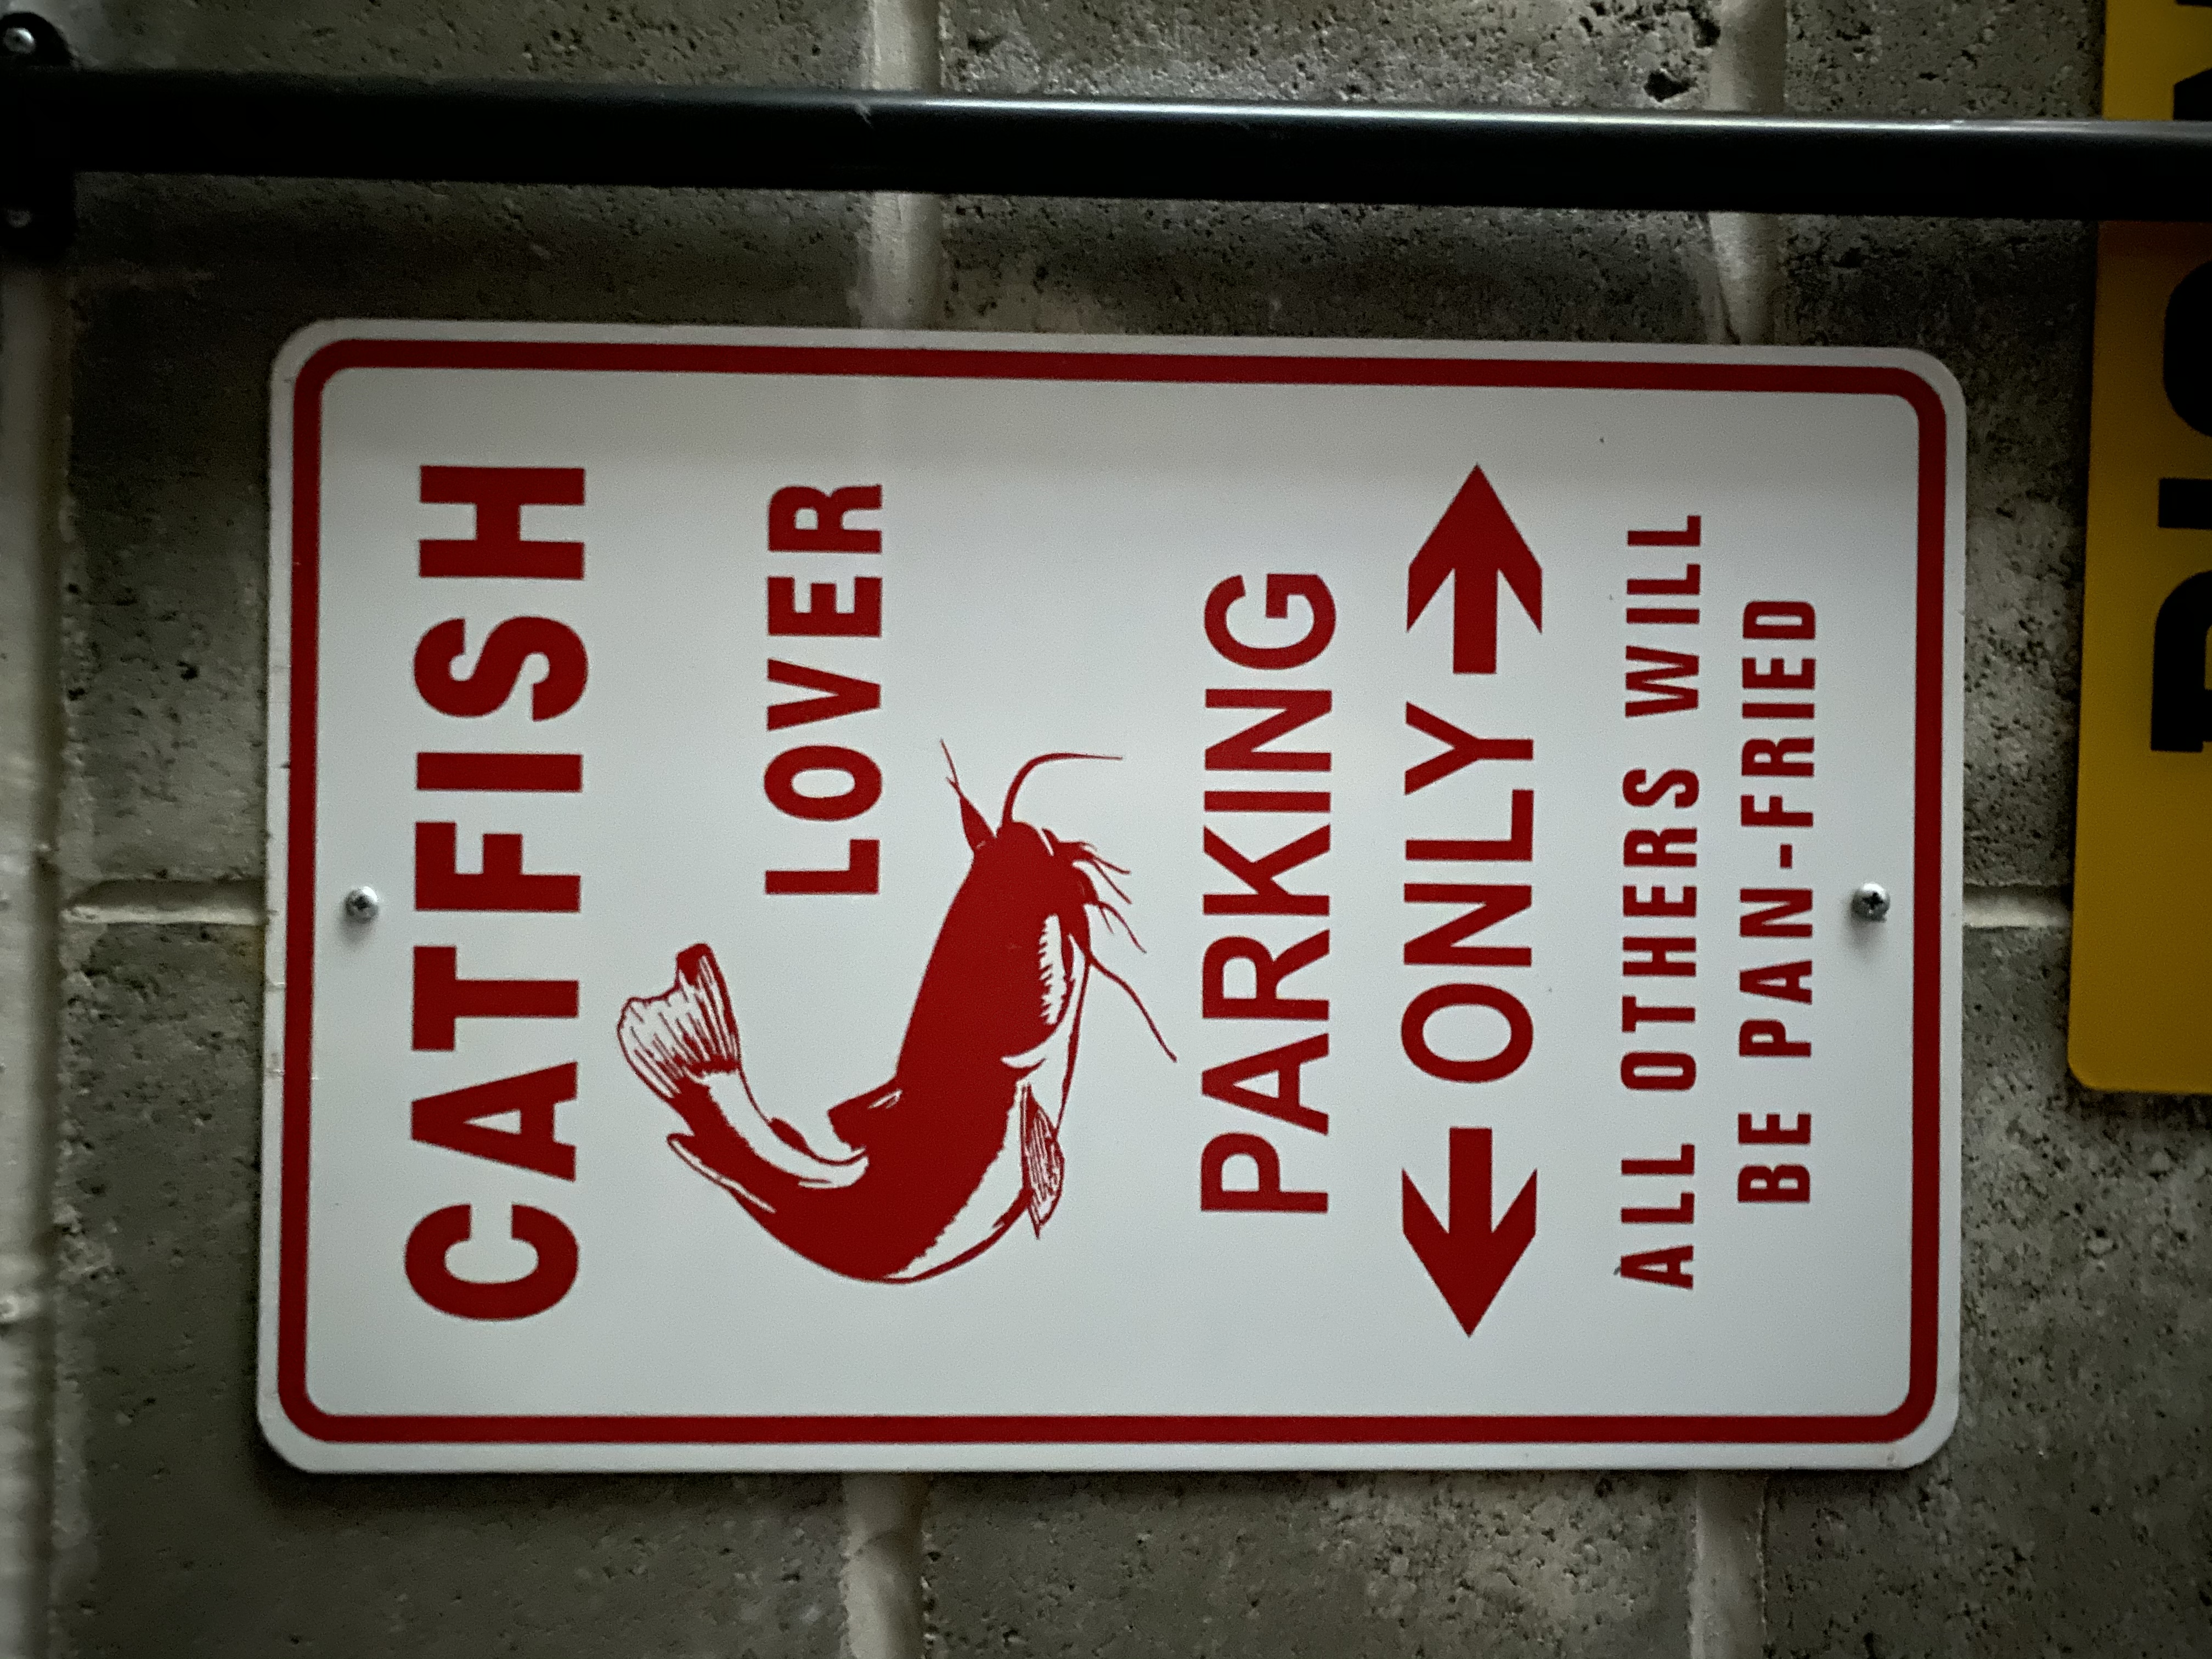 CATFISH
LOVER
PARKING
ONLY
ALL OTHERS WILL
BE PAN-FRIED